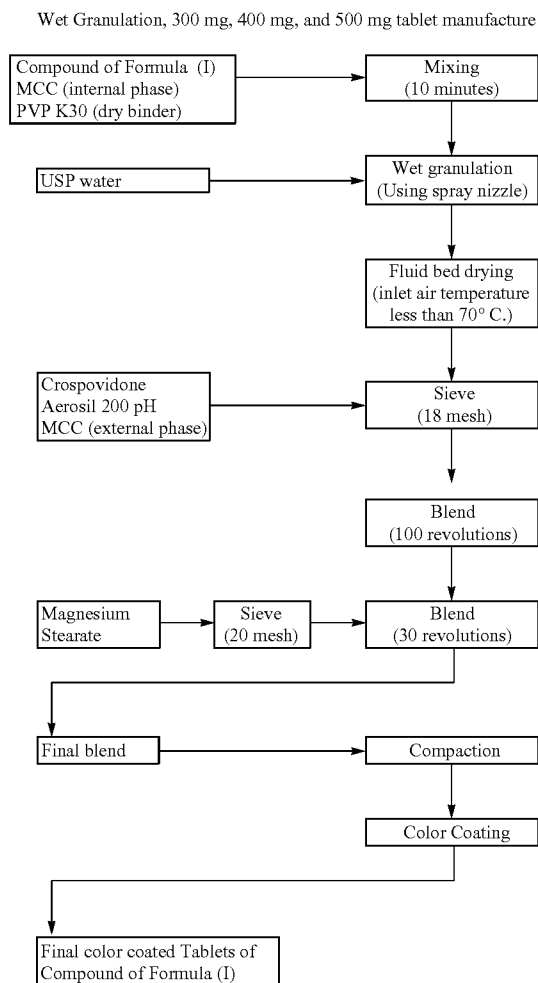 Wet Granulation, 300 mg, 400 mg, and 500 mg tablet manufacture
Compound of Formula (I)
MCC (internal phase)
PVP K30 (dry binder)
Mixing
(10 minutes)
USP water
Wet granulation
(Using spray nizzle)
Fluid bed drying
(inlet air temperature
less than 70° C.)
Crospovidone
Aerosil 200 pH
MCC (external phase)
Sieve
(18 mesh)
Blend
(100 revolutions)
Magnesium
Stearate
Sieve
(20 mesh)
Blend
(30 revolutions)
Final blend
Compaction
Color Coating
Final color coated Tablets of
Compound of Formula (I)